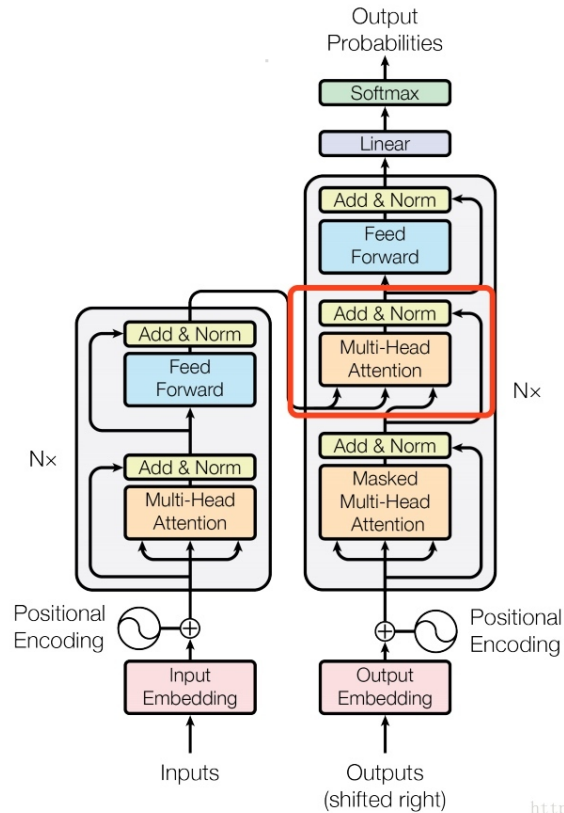 Output
Probabilities
Softmax
Linear
Add & Norm
Feed
Forward
Add & Norm
Multi-Head
Attention
Nx
Add & Norm
Masked
Multi-Head
Attention
Positional
Encoding
Output
Embedding
Outputs
(shifted right)
Add & Norm
Feed
Forward
Nx
Add & Norm
Multi-Head
Attention
Positional
Encoding
Input
Embedding
Inputs